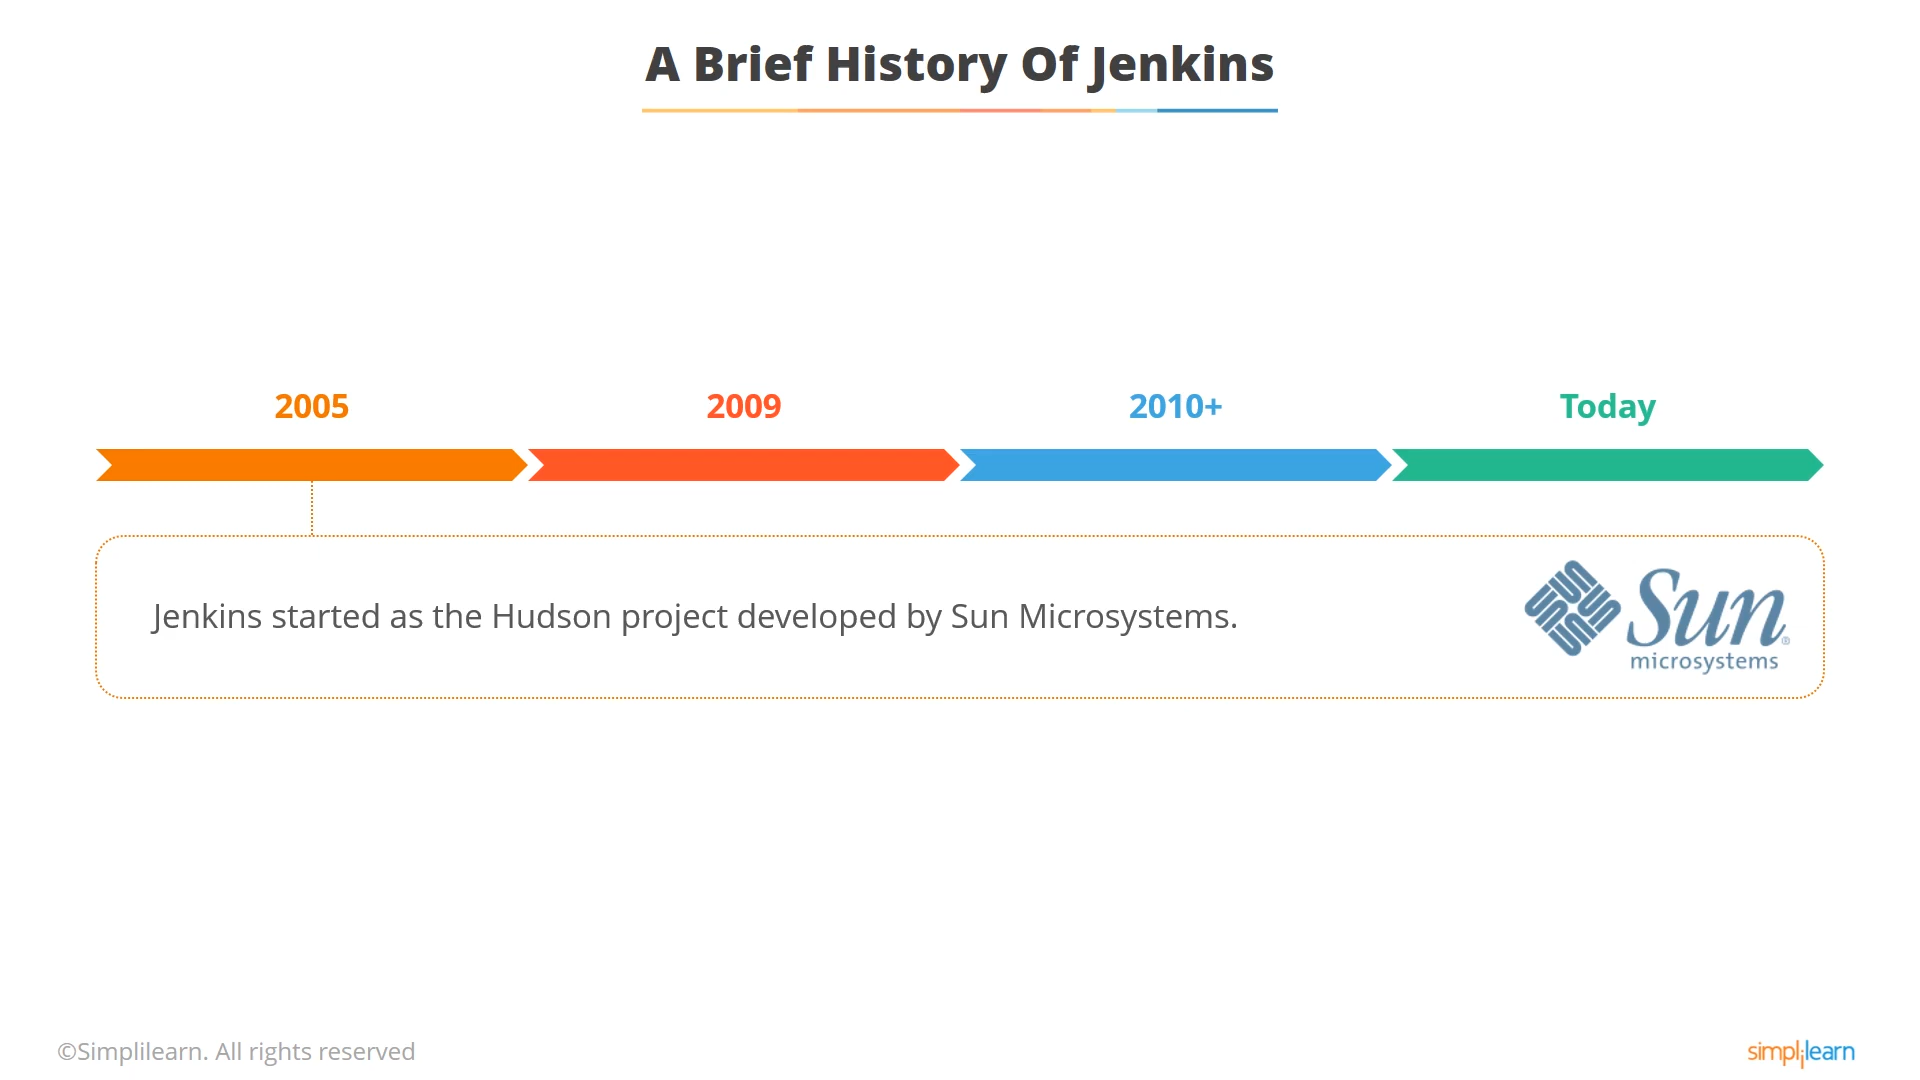 A Brief History Of Jenkins
2005
2009
2010+
Today
Jenkins started as the Hudson project developed by Sun Microsystems.
Sun
microsystems
©Simplilearn. All rights reserved
simplilearn